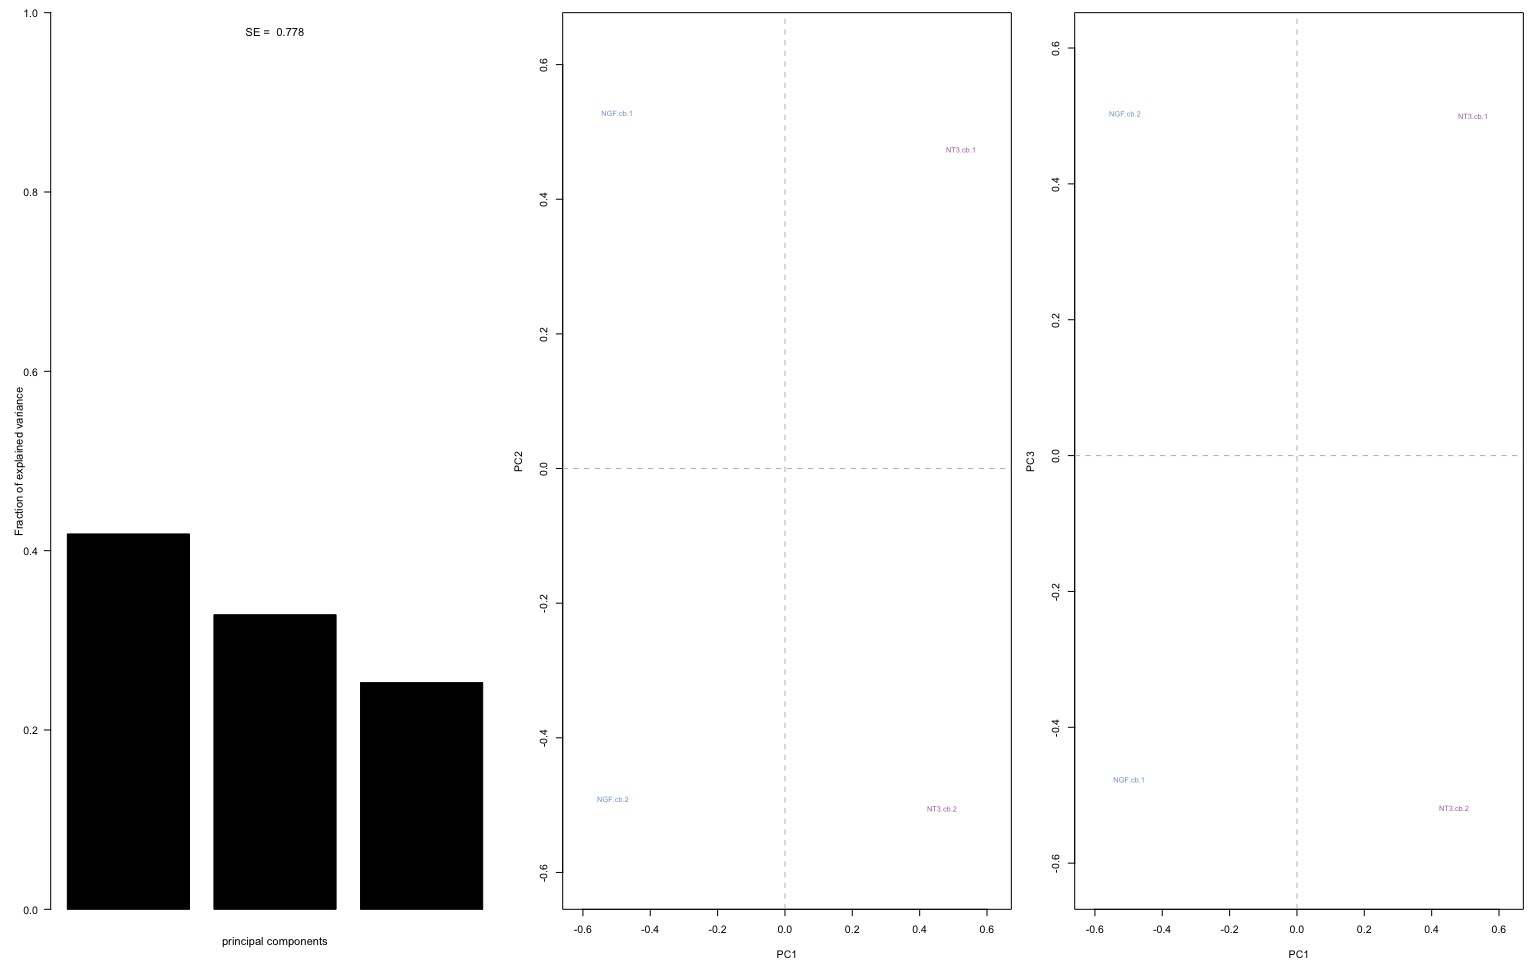 SE = 0.778
1.0
0.8
0.6
0.4
0.2
0.0
Fraction of explained variance
principal components
0.6
0.4
0.2
0.0
-0.2
-0.4
-0.6
PC2
NGF.cb.1
NT3.cb.1
NGF.cb.2
NT3.cb.2
-0.6 -0.4 -0.2 0.0 0.2 0.4 0.6
PC1
0.6
0.4
0.2
0.0
-0.2
-0.4
-0.6
PC3
NGF.cb.2
NT3.cb.1
NGF.cb.1
NT3.cb.2
-0.6 -0.4 -0.2 0.0 0.2 0.4 0.6
PC1